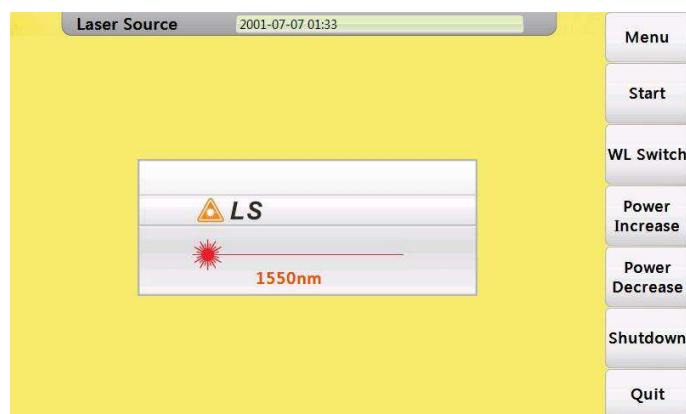 Laser Source 2001-07-07 01:33
Menu
Start
WL Switch
Power
Increase
Power
Decrease
Shutdown
Quit
LS
1550nm